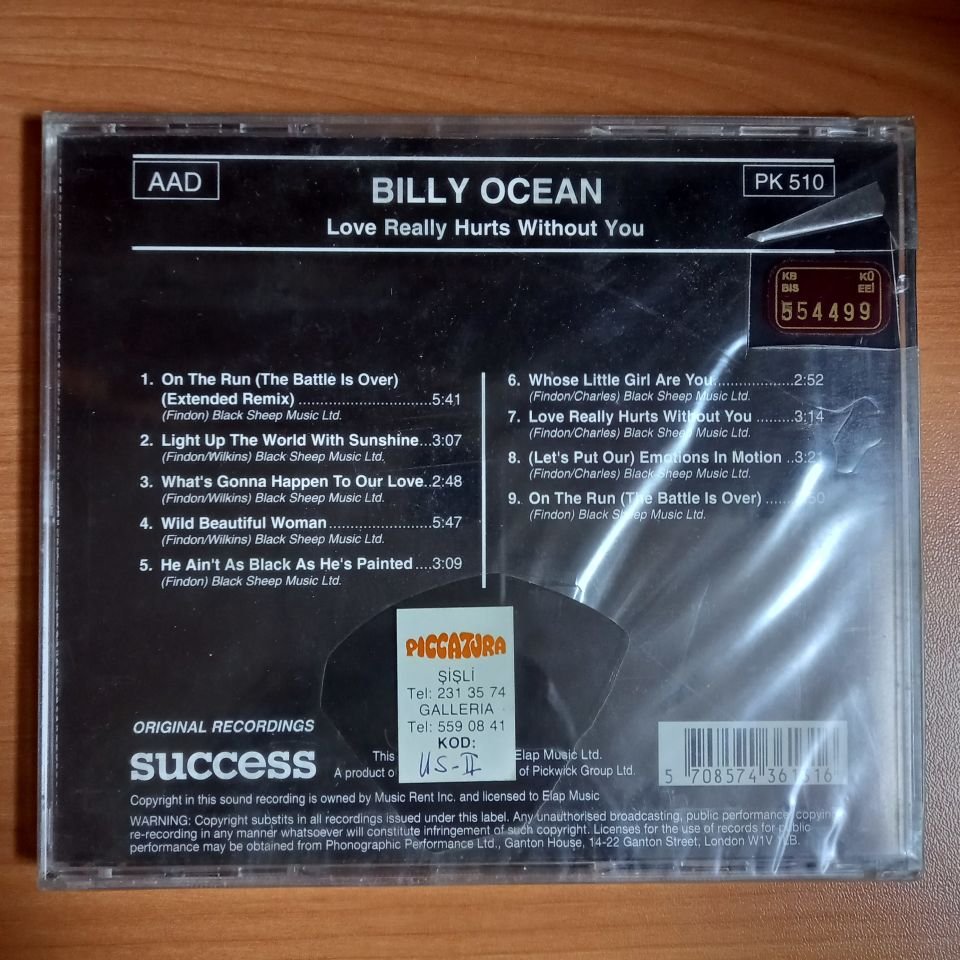 AAD
BILLY OCEAN
PK 510
Love Really Hurts Without You
KB KÜ
BIS EEİ
554499
1. On The Run (The Battle Is Over)
(Extended Remix) ............................5:41
(Findon) Black Sheep Music Ltd.
2. Light Up The World With Sunshine...3:07
(Findon/Wilkins) Black Sheep Music Ltd.
3. What's Gonna Happen To Our Love..2:48
(Findon/Wilkins) Black Sheep Music Ltd.
4. Wild Beautiful Woman.......................5:47
(Findon/Wilkins) Black Sheep Music Ltd.
5. He Ain't As Black As He's Painted ....3:09
(Findon) Black Sheep Music Ltd.
6. Whose Little Girl Are You...................2:52
(Findon/Charles) Black Sheep Music Ltd.
7. Love Really Hurts Without You .........3:14
(Findon/Charles) Black Sheep Music Ltd.
8. (Let's Put Our) Emotions In Motion ..3:21
(Findon/Charles) Black Sheep Music Ltd.
9. On The Run (The Battle Is Over) ......
(Findon) Black Sheep Music Ltd.
PICCATURA
ŞİŞLİ
Tel: 231 35 74
GALLERIA
Tel: 559 08 41
KOD:
US-II
ORIGINAL RECORDINGS
success
This Elap Music Ltd.
A product o of Pickwick Group Ltd.
5 708574 361516
Copyright in this sound recording is owned by Music Rent Inc. and licensed to Elap Music
WARNING: Copyright substits in all recordings issued under this label. Any unauthorised broadcasting, public performance, copying
re-recording in any manner whatsoever will constitute infringement of such copyright. Licenses for the use of records for public
performance may be obtained from Phonographic Performance Ltd., Ganton House, 14-22 Ganton Street, London W1V 1LB.